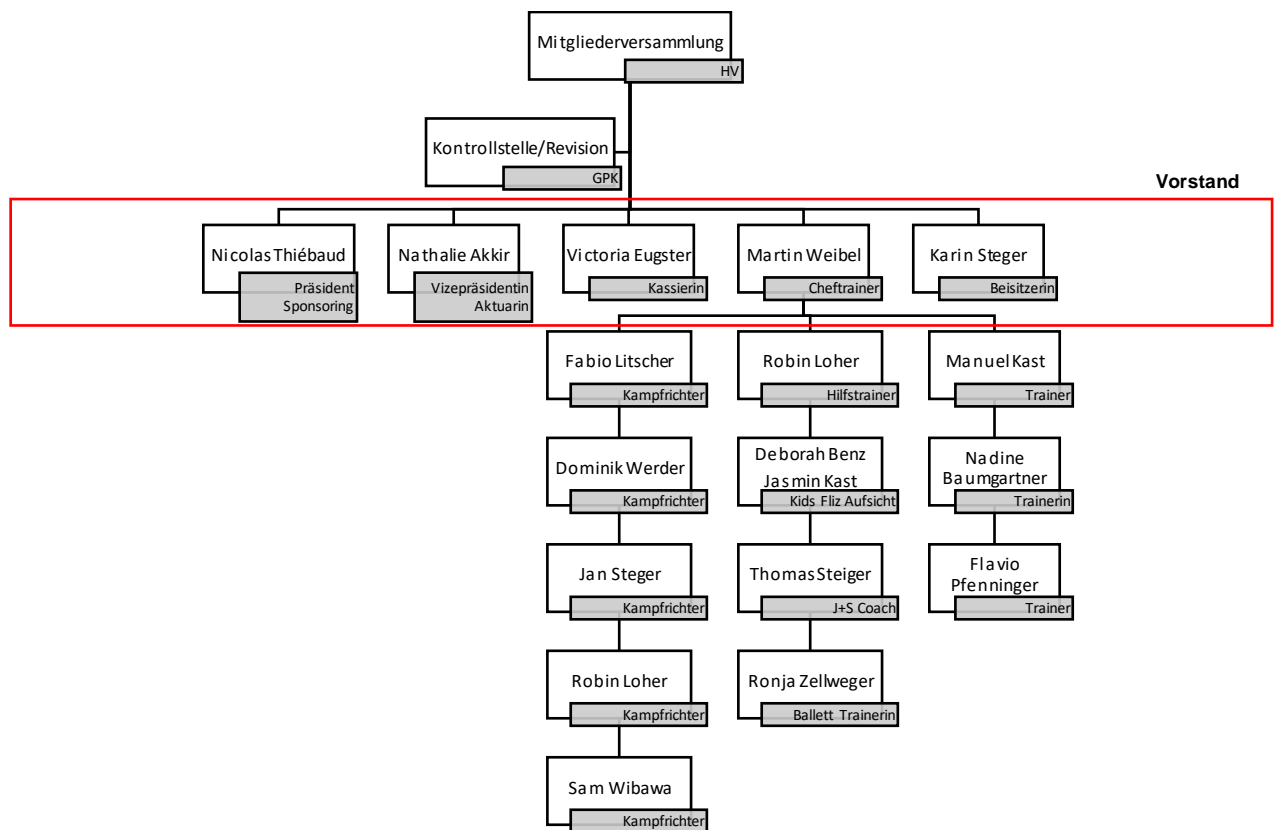 Mitgliederversammlung
HV
Kontrollstelle/Revision
GPK
Vorstand
Nicolas Thiébaud
Präsident
Sponsoring
Nathalie Akkir
Vizepräsidentin
Aktuarin
Victoria Eugster
Kassierin
Martin Weibel
Cheftrainer
Karin Steger
Beisitzerin
Fabio Litscher
Kampfrichter
Robin Loher
Hilfstrainer
Manuel Kast
Trainer
Dominik Werder
Kampfrichter
Deborah Benz
Jasmin Kast
Kids Fliz Aufsicht
Nadine
Baumgartner
Trainerin
Jan Steger
Kampfrichter
Thomas Steiger
J+S Coach
Flavio
Pfenninger
Trainer
Robin Loher
Kampfrichter
Ronja Zellweger
Ballett Trainerin
Sam Wibawa
Kampfrichter